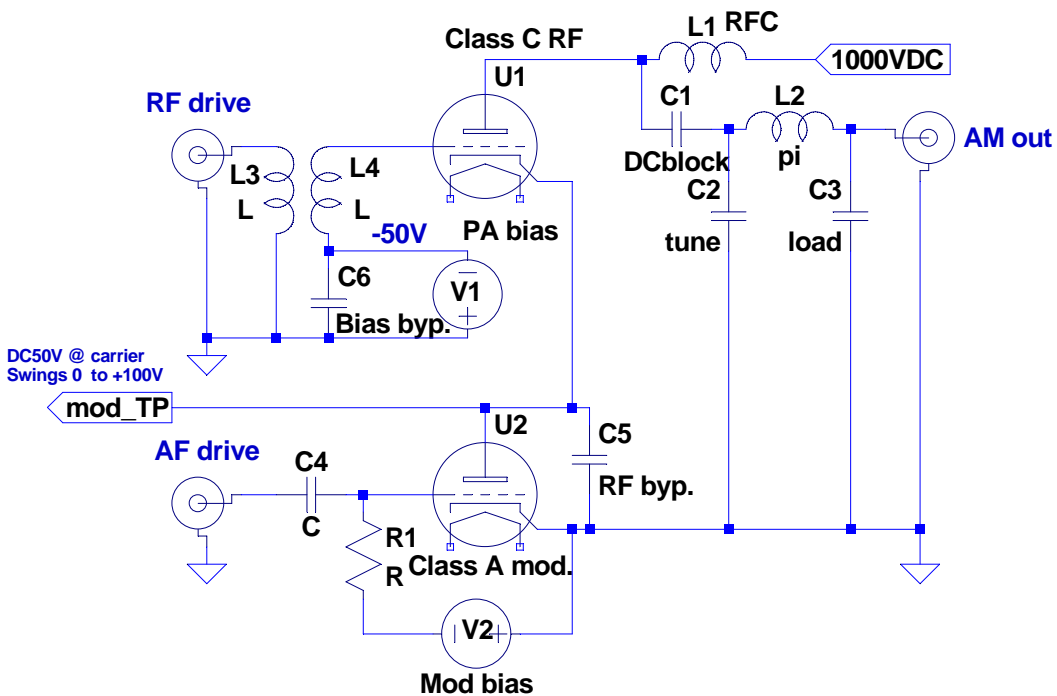 Class C RF
L1 RFC
U1
1000VDC
RF drive
C1
L2
AM out
L3
L4
DCblock
pi
L
L
C2
C3
-50V
PA bias
tune
load
C6
V1
Bias byp.
DC50V @ carrier
Swings 0 to +100V
mod_TP
U2
C5
AF drive
C4
RF byp.
C
R1
R
Class A mod.
V2
Mod bias